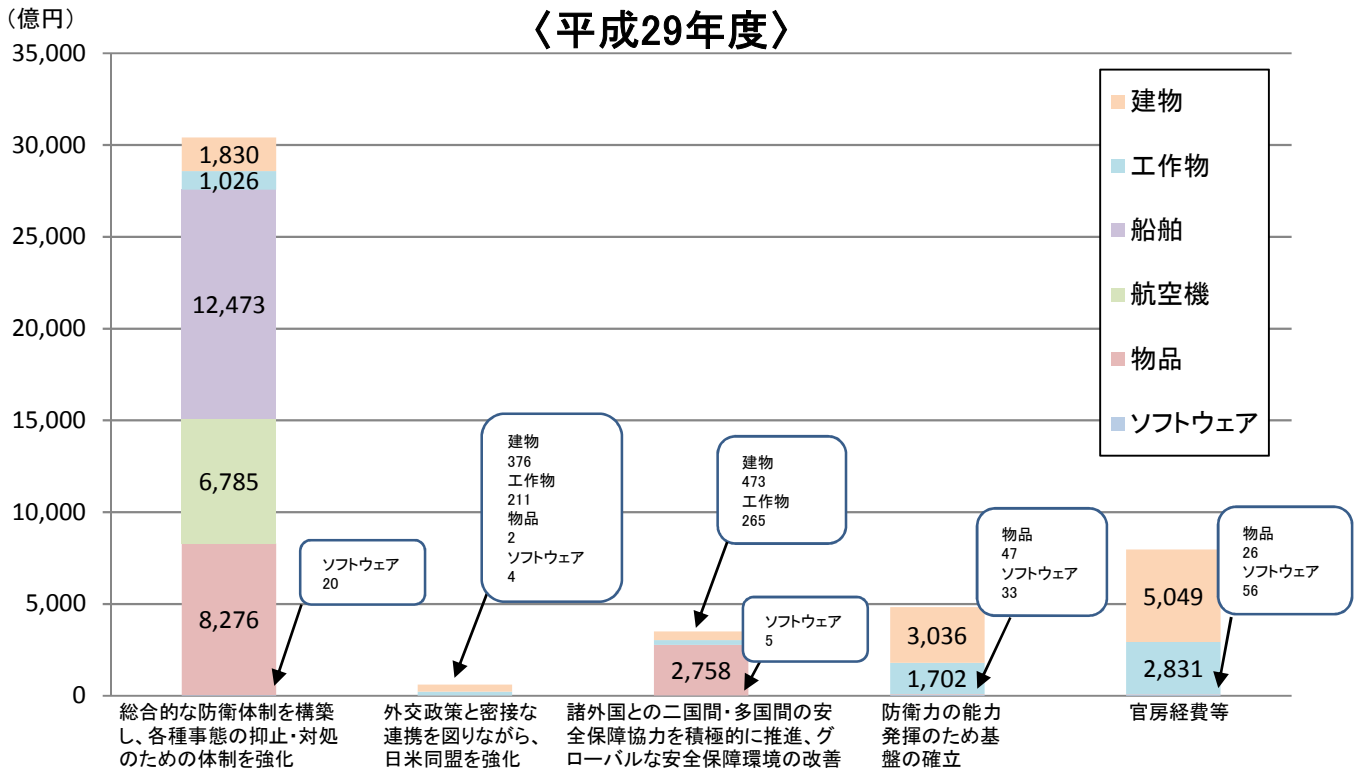 (億円)
〈平成29年度〉
35,000
30,000
25,000
20,000
15,000
10,000
5,000
0
1,830
1,026
12,473
6,785
8,276
ソフトウェア
20
建物
376
工作物
211
物品
2
ソフトウェア
4
建物
473
工作物
265
ソフトウェア
5
2,758
物品
47
ソフトウェア
33
3,036
1,702
物品
26
ソフトウェア
56
5,049
2,831
建物
工作物
船舶
航空機
物品
ソフトウェア
総合的な防衛体制を構築
し、各種事態の抑止・対処
のための体制を強化
外交政策と密接な
連携を図りながら、
日米同盟を強化
諸外国との二国間・多国間の安
全保障協力を積極的に推進、グ
ローバルな安全保障環境の改善
防衛力の能力
発揮のため基
盤の確立
官房経費等